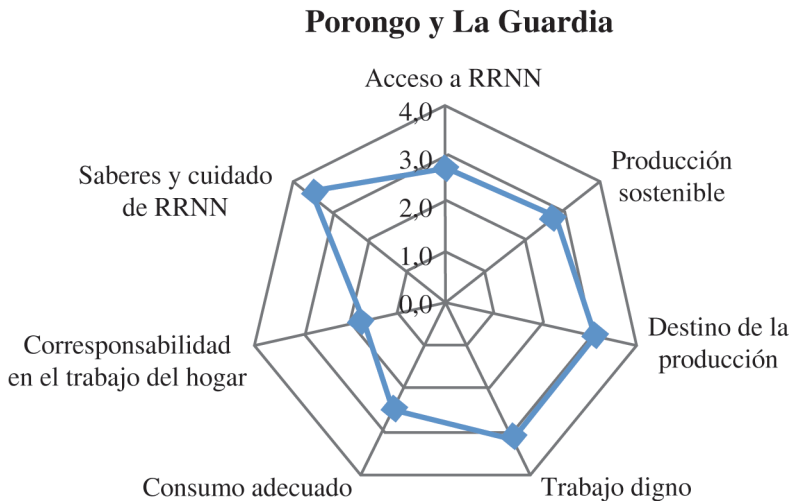 Porongo y La Guardia
Acceso a RRNN
4,0
3,0
2,0
1,0
0,0
Producción
sostenible
Destino de la
producción
Trabajo digno
Consumo adecuado
Corresponsabilidad
en el trabajo del hogar
Saberes y cuidado
de RRNN